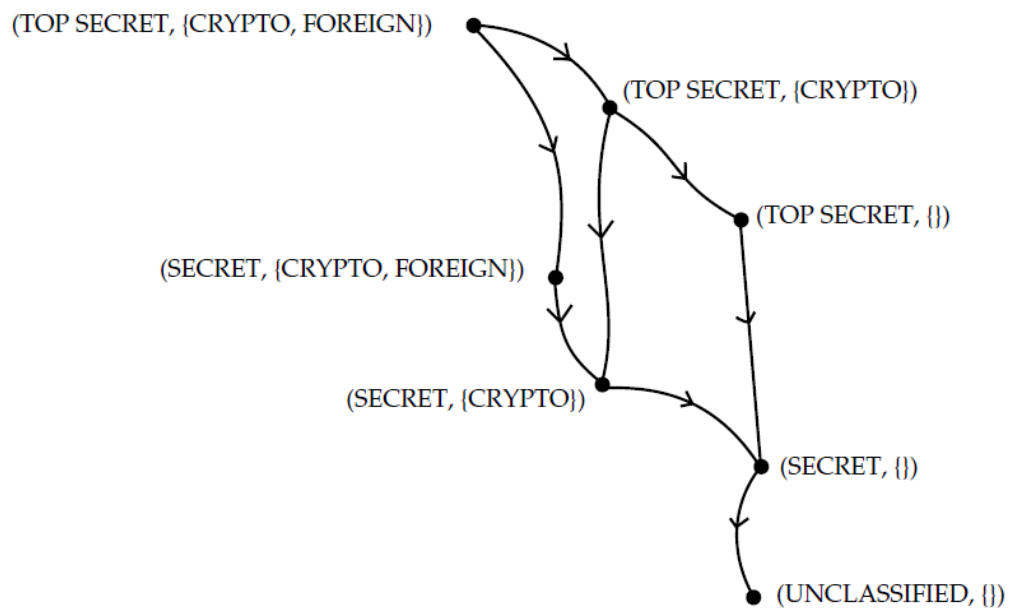 (TOP SECRET, {CRYPTO, FOREIGN})
(TOP SECRET, {CRYPTO})
(TOP SECRET, {})
(SECRET, {CRYPTO, FOREIGN})
(SECRET, {CRYPTO})
(SECRET, {})
(UNCLASSIFIED, {})